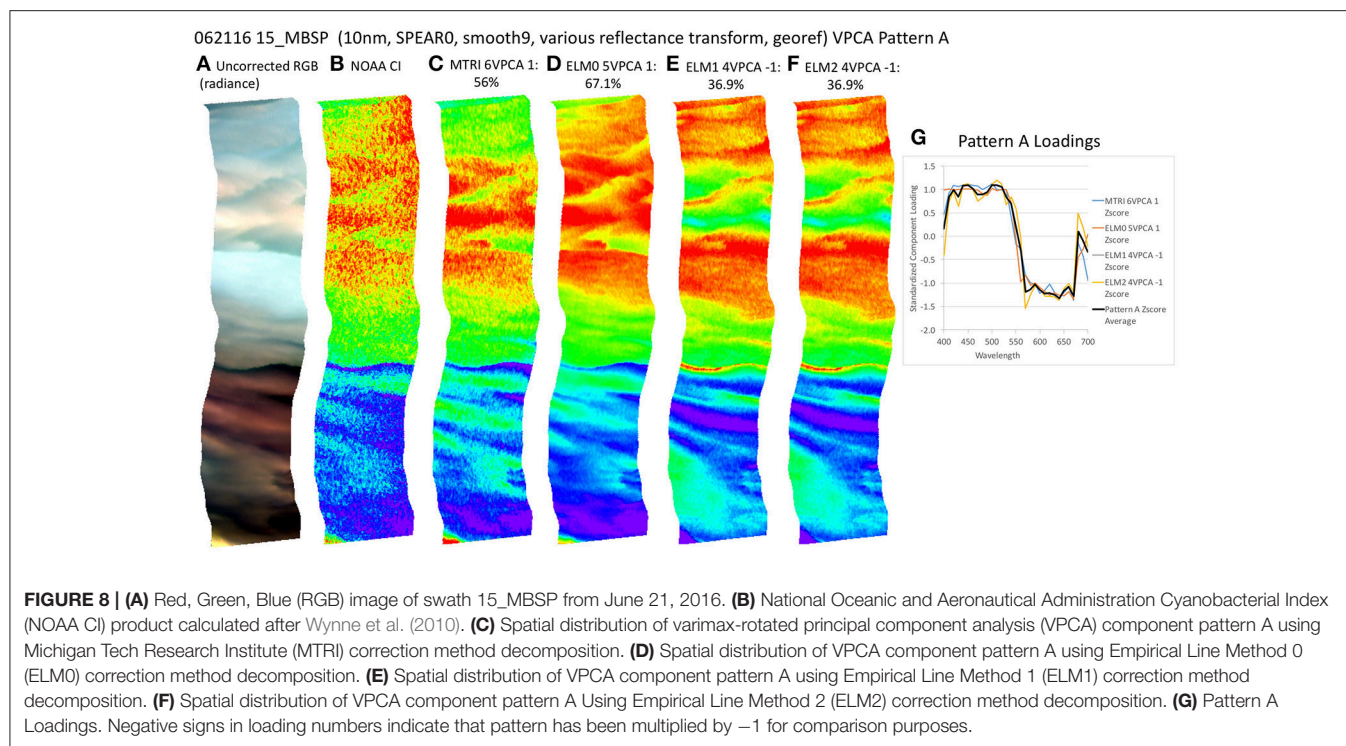 062116 15_MBSP (10nm, SPEAR0, smooth9, various reflectance transform, georef) VPCA Pattern A
A Uncorrected RGB
(radiance)
B NOAA CI
C MTRI 6VPCA 1:
56%
D ELM0 5VPCA 1:
67.1%
E ELM1 4VPCA -1:
36.9%
F ELM2 4VPCA -1:
36.9%
G Pattern A Loadings
Standardized Component Loading
1.5
1.0
0.5
0.0
-0.5
-1.0
-1.5
-2.0
400 450 500 550 600 650 700
Wavelength
MTRI 6VPCA 1
Zscore
ELM0 5VPCA 1
Zscore
ELM1 4VPCA -1
Zscore
ELM2 4VPCA -1
Zscore
Pattern A Zscore
Average
FIGURE 8 | (A) Red, Green, Blue (RGB) image of swath 15_MBSP from June 21, 2016. (B) National Oceanic and Aeronautical Administration Cyanobacterial Index
(NOAA CI) product calculated after Wynne et al. (2010). (C) Spatial distribution of varimax-rotated principal component analysis (VPCA) component pattern A using
Michigan Tech Research Institute (MTRI) correction method decomposition. (D) Spatial distribution of VPCA component pattern A using Empirical Line Method 0
(ELM0) correction method decomposition. (E) Spatial distribution of VPCA component pattern A using Empirical Line Method 1 (ELM1) correction method
decomposition. (F) Spatial distribution of VPCA component pattern A Using Empirical Line Method 2 (ELM2) correction method decomposition. (G) Pattern A
Loadings. Negative signs in loading numbers indicate that pattern has been multiplied by −1 for comparison purposes.